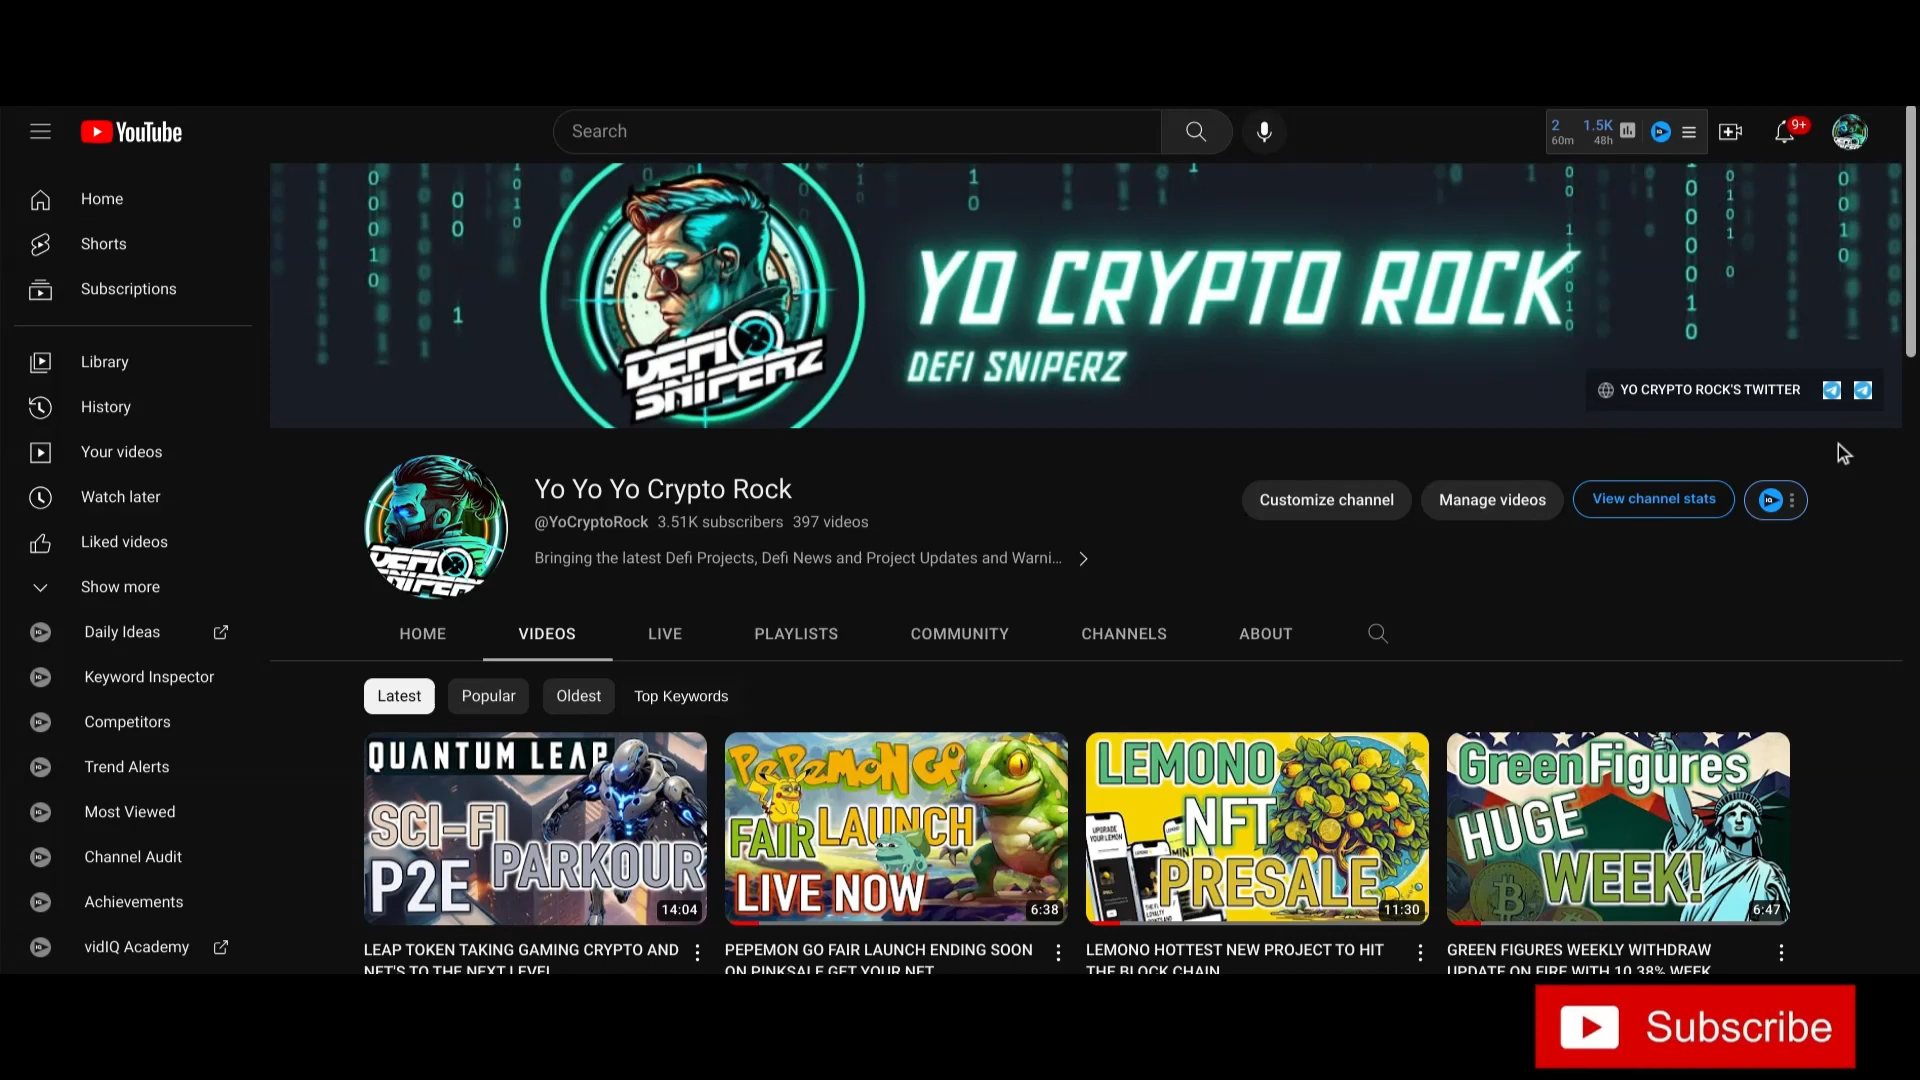 YouTube
Search
2 60m
1.5K 48h
9+
Home
Shorts
Subscriptions
Library
History
Your videos
Watch later
Liked videos
Show more
Daily Ideas
Keyword Inspector
Competitors
Trend Alerts
Most Viewed
Channel Audit
Achievements
vidIQ Academy
YO CRYPTO ROCK
DEFI SNIPERZ
DEFI
SNIPERZ
YO CRYPTO ROCK'S TWITTER
Yo Yo Yo Crypto Rock
@YoCryptoRock 3.51K subscribers 397 videos
Bringing the latest Defi Projects, Defi News and Project Updates and Warni...
Customize channel
Manage videos
View channel stats
HOME VIDEOS LIVE PLAYLISTS COMMUNITY CHANNELS ABOUT
Latest Popular Oldest Top Keywords
QUANTUM LEAP
SCI-FI
P2E PARKOUR
14:04
LEAP TOKEN TAKING GAMING CRYPTO AND
NFT'S TO THE NEXT LEVEL
PEPEMON GO
FAIR LAUNCH
LIVE NOW
6:38
PEPEMON GO FAIR LAUNCH ENDING SOON
ON PINKSALE GET YOUR NFT
LEMONO
NFT
PRESALE
UPGRADE
YOUR LEMON
11:30
LEMONO HOTTEST NEW PROJECT TO HIT
THE BLOCK CHAIN
GreenFigures
HUGE
WEEK!
6:47
GREEN FIGURES WEEKLY WITHDRAW
UPDATE ON FIRE WITH 10.38% WEEK
Subscribe